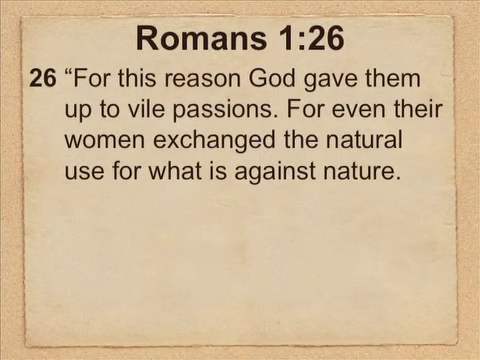 Romans 1:26
26 “For this reason God gave them
up to vile passions. For even their
women exchanged the natural
use for what is against nature.